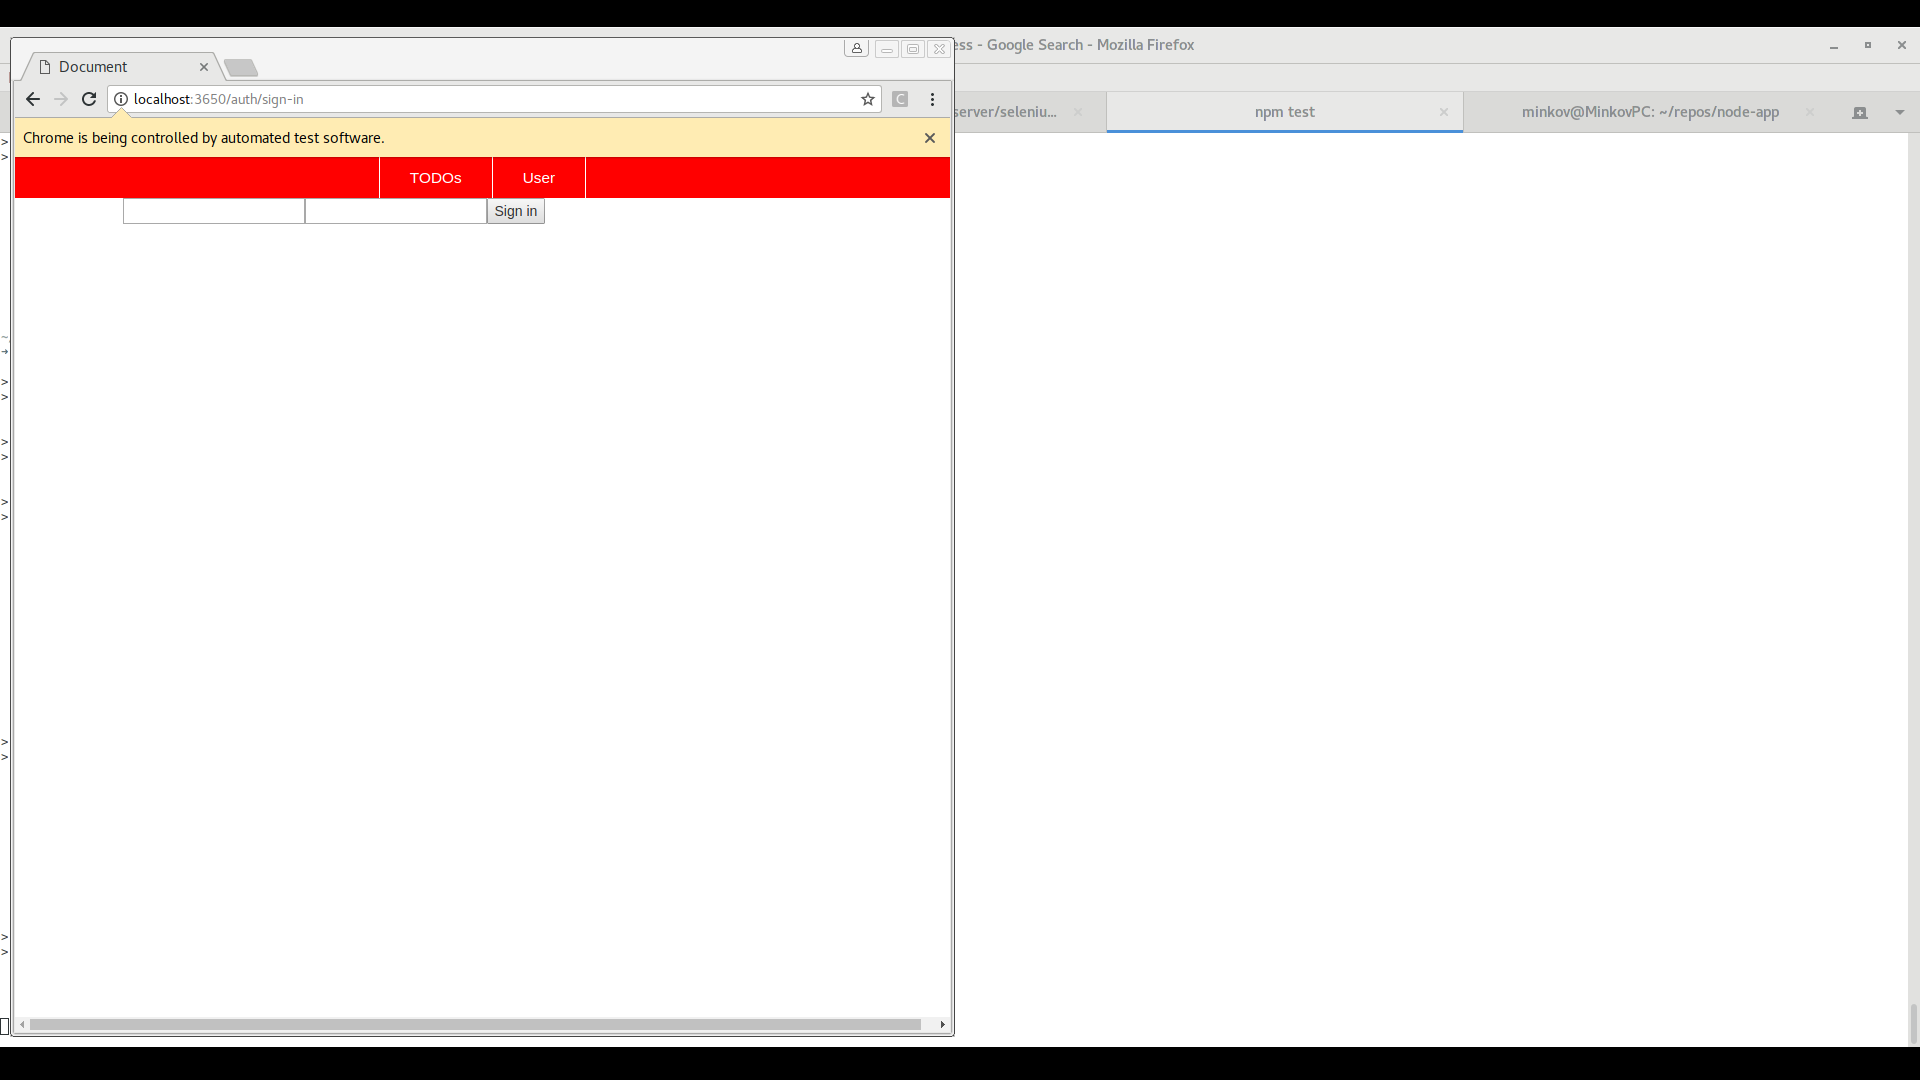 ess - Google Search - Mozilla Firefox
Document
localhost:3650/auth/sign-in
server/seleniu...
npm test
minkov@MinkovPC: ~/repos/node-app
Chrome is being controlled by automated test software.
TODOs
User
Sign in